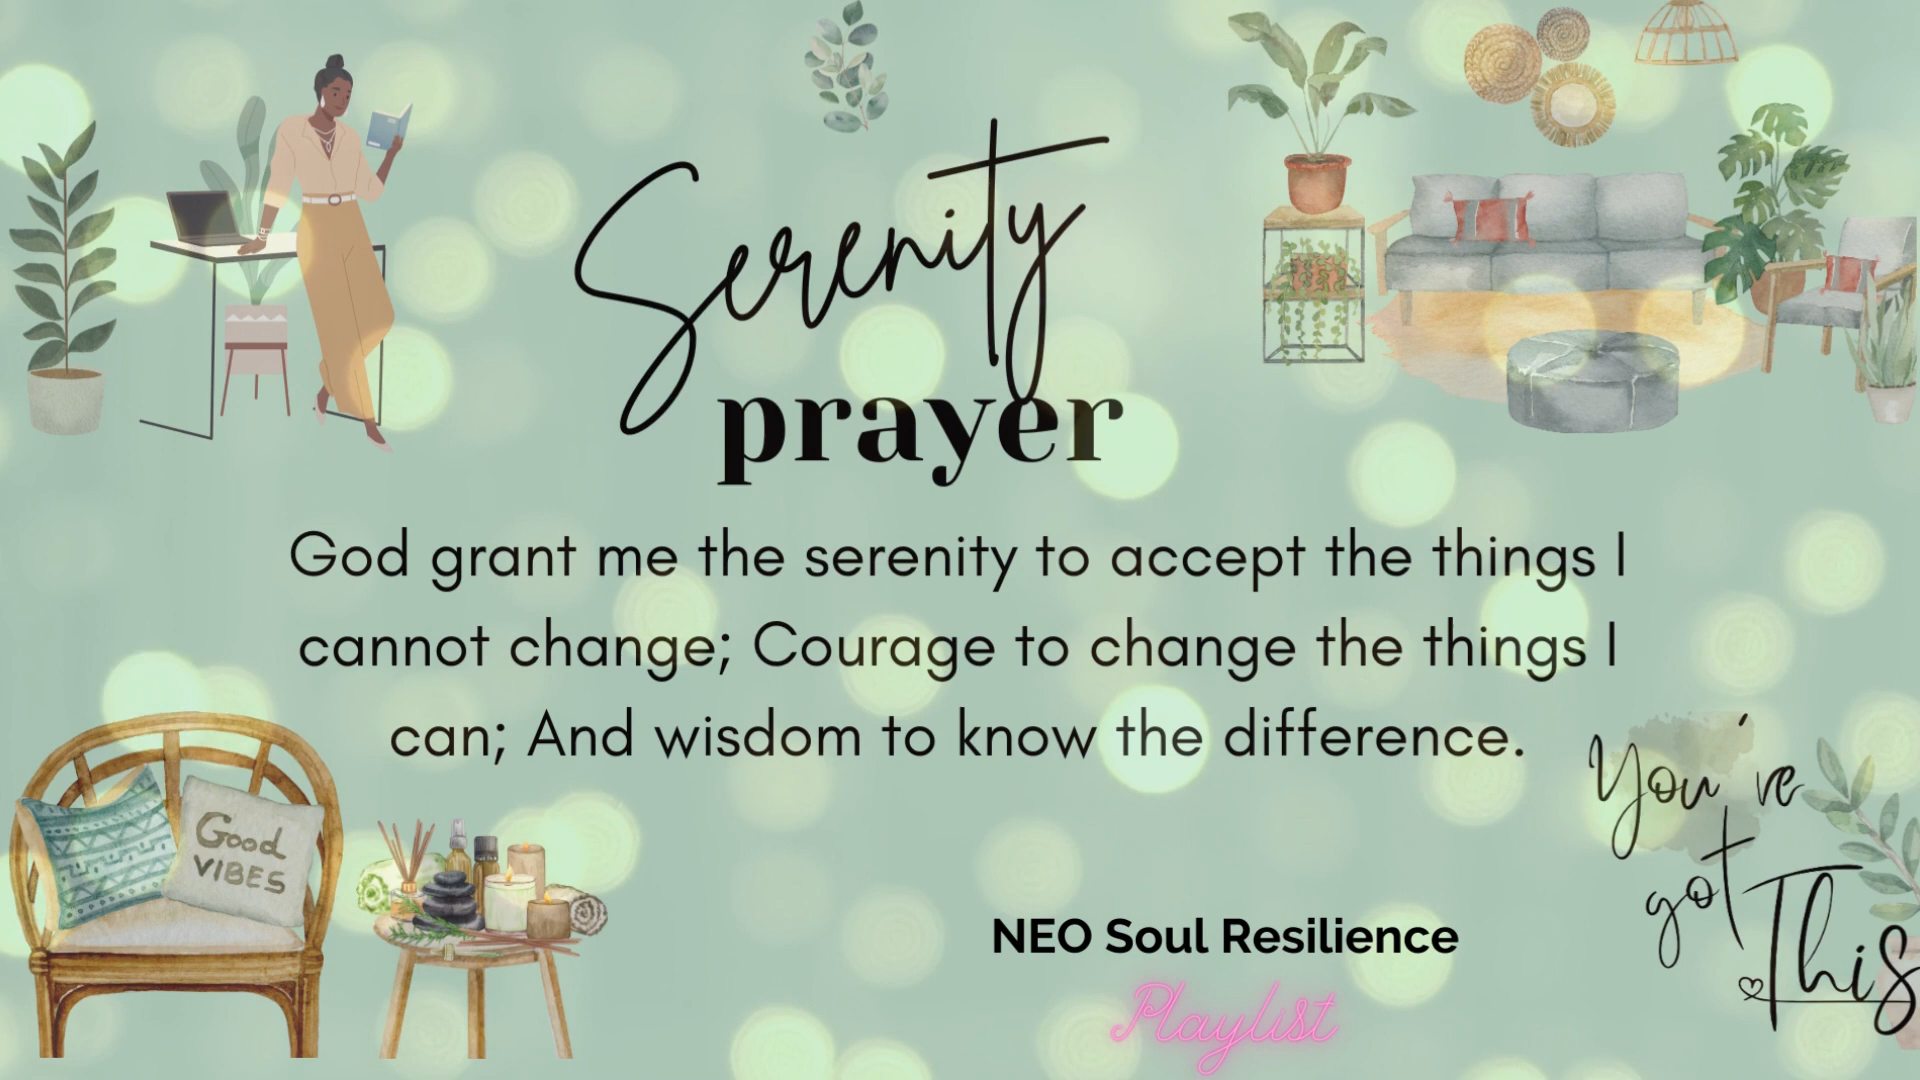 Serenity
prayer
God grant me the serenity to accept the things I
cannot change; Courage to change the things I
can; And wisdom to know the difference.
Good
VIBES
You've
got
This
NEO Soul Resilience
Playlist